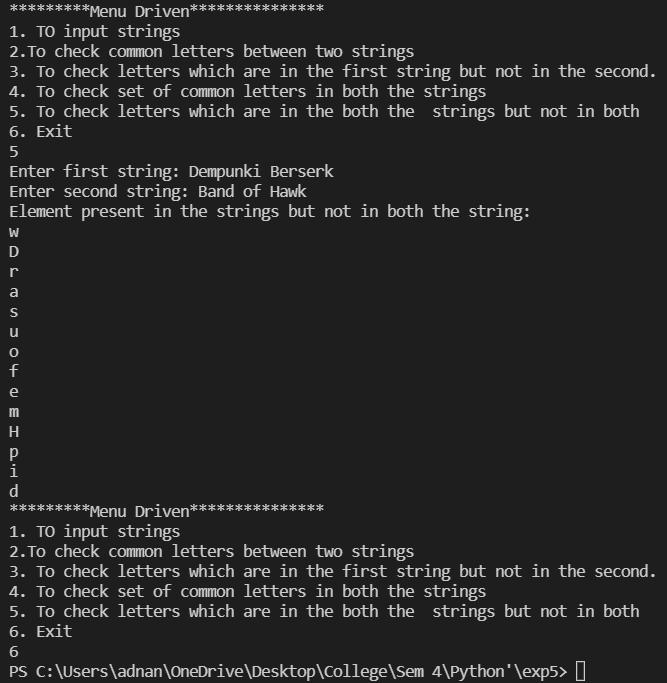 *********Menu Driven***************
1. TO input strings
2.To check common letters between two strings
3. To check letters which are in the first string but not in the second.
4. To check set of common letters in both the strings
5. To check letters which are in the both the  strings but not in both
6. Exit
5
Enter first string: Dempunki Berserk
Enter second string: Band of Hawk
Element present in the strings but not in both the string:
w
D
r
a
s
u
o
f
e
m
H
p
i
d
*********Menu Driven***************
1. TO input strings
2.To check common letters between two strings
3. To check letters which are in the first string but not in the second.
4. To check set of common letters in both the strings
5. To check letters which are in the both the  strings but not in both
6. Exit
6
PS C:\Users\adnan\OneDrive\Desktop\College\Sem 4\Python'\exp5>